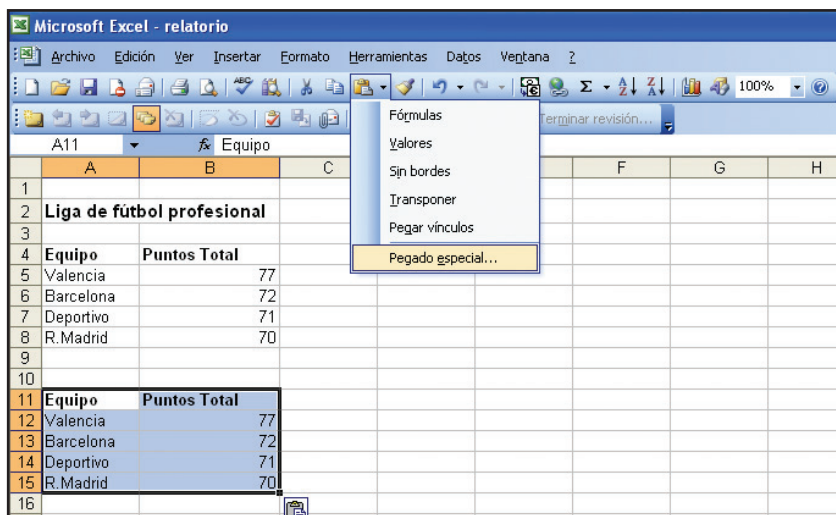 Microsoft Excel - relatorio
Archivo Edición Ver Insertar Formato Herramientas Datos Ventana ?
ABC Σ A Z Z A 100%
Fórmulas
Terminar revisión...
Valores
Sin bordes
Transponer
Pegar vínculos
Pegado especial...
A11 fx Equipo
A B C F G H
1
2 Liga de fútbol profesional
3
4 Equipo Puntos Total
5 Valencia 77
6 Barcelona 72
7 Deportivo 71
8 R.Madrid 70
9
10
11 Equipo Puntos Total
12 Valencia 77
13 Barcelona 72
14 Deportivo 71
15 R.Madrid 70
16